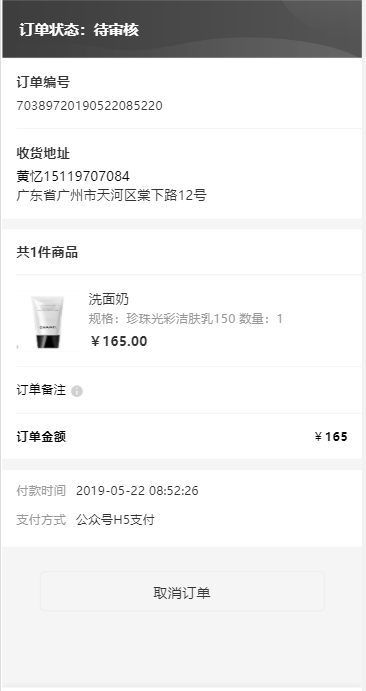 订单状态：待审核
订单编号
70389720190522085220
收货地址
黄忆15119707084
广东省广州市天河区棠下路12号
共1件商品
洗面奶
规格：珍珠光彩洁肤乳150 数量：1
￥165.00
订单备注
订单金额 ￥165
付款时间 2019-05-22 08:52:26
支付方式 公众号H5支付
取消订单